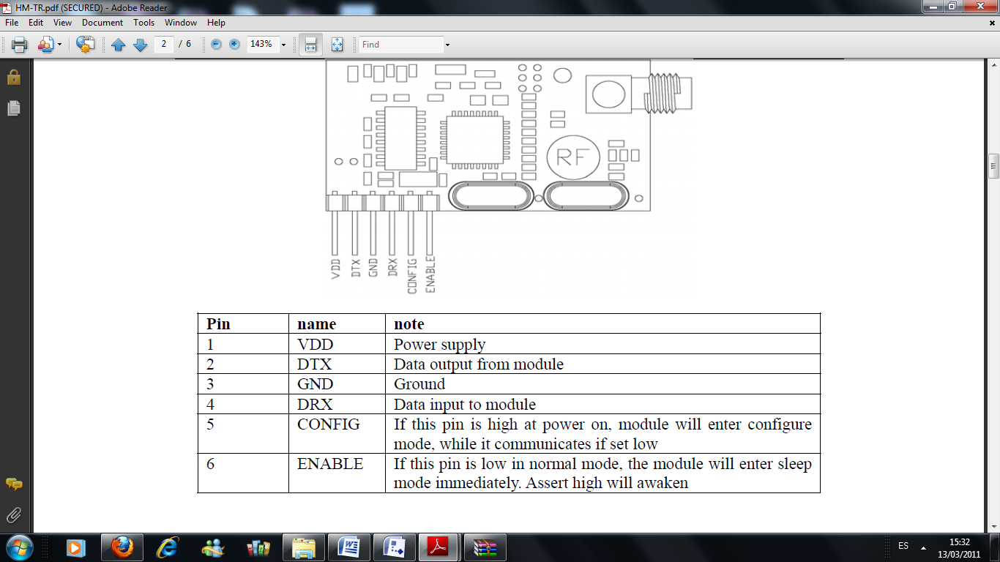 HM-TR.pdf (SECURED) - Adobe Reader
File Edit View Document Tools Window Help
2 / 6 143% Find
RF
VDD DTX GND DRX CONFIG ENABLE
Pin name note
1 VDD Power supply
2 DTX Data output from module
3 GND Ground
4 DRX Data input to module
5 CONFIG If this pin is high at power on, module will enter configure
mode, while it communicates if set low
6 ENABLE If this pin is low in normal mode, the module will enter sleep
mode immediately. Assert high will awaken
ES 15:32
13/03/2011